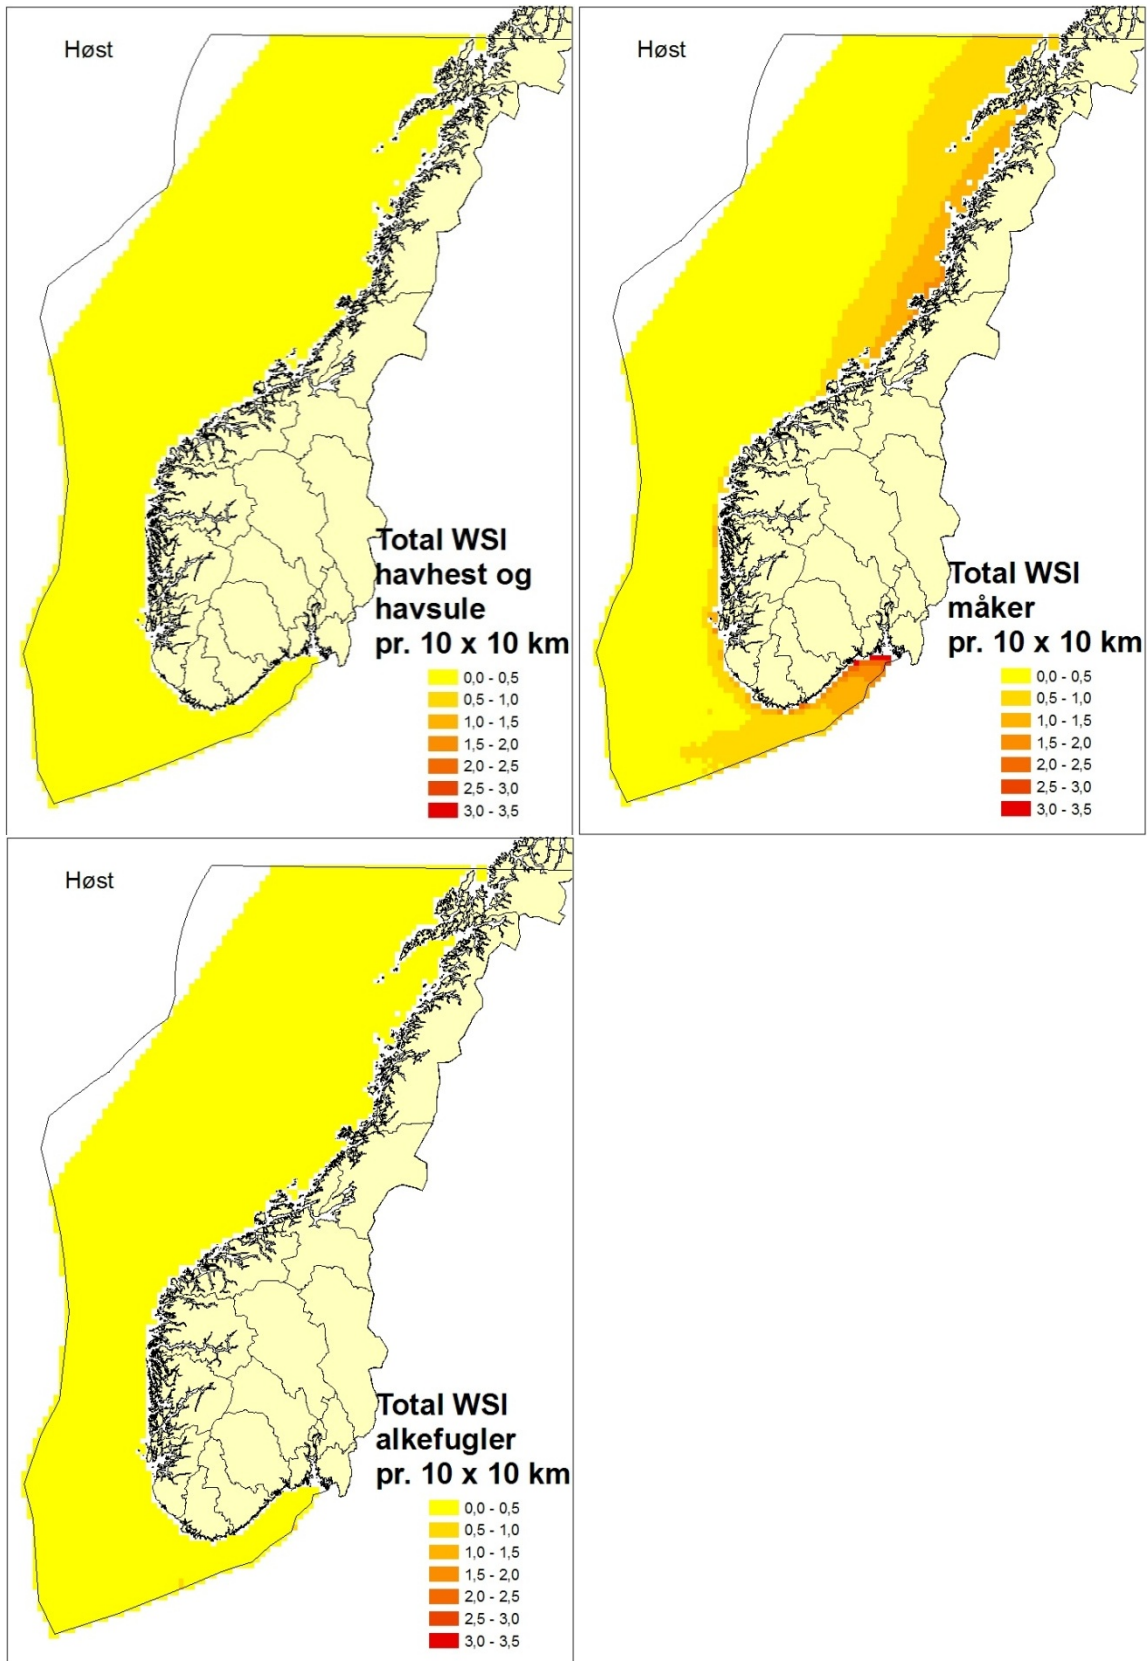 Høst
Total WSI
havhest og
havsule
pr. 10 x 10 km
0,0 - 0,5
0,5 - 1,0
1,0 - 1,5
1,5 - 2,0
2,0 - 2,5
2,5 - 3,0
3,0 - 3,5
Høst
Total WSI
måker
pr. 10 x 10 km
0,0 - 0,5
0,5 - 1,0
1,0 - 1,5
1,5 - 2,0
2,0 - 2,5
2,5 - 3,0
3,0 - 3,5
Høst
Total WSI
alkefugler
pr. 10 x 10 km
0,0 - 0,5
0,5 - 1,0
1,0 - 1,5
1,5 - 2,0
2,0 - 2,5
2,5 - 3,0
3,0 - 3,5